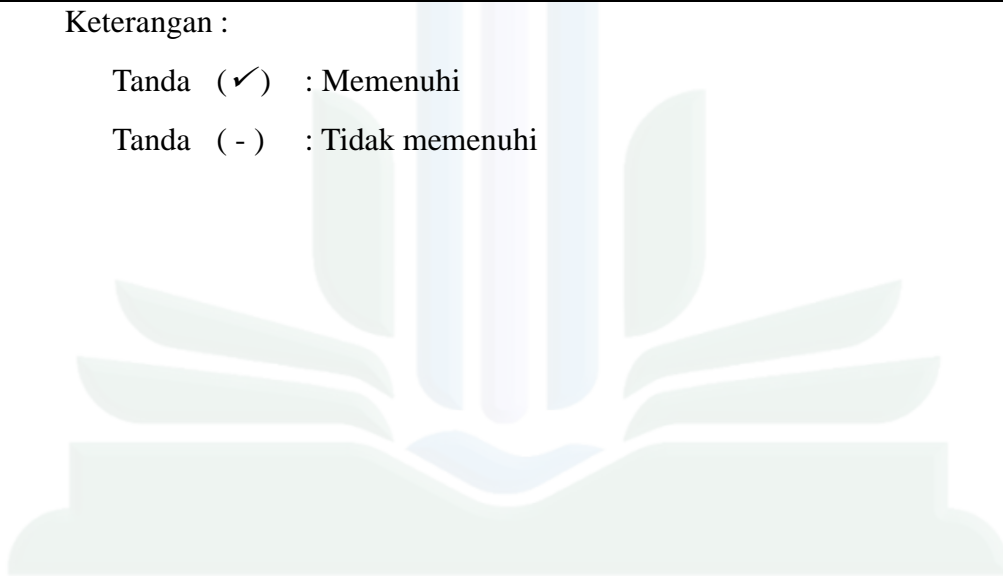 Keterangan :
Tanda (✓) : Memenuhi
Tanda ( - ) : Tidak memenuhi